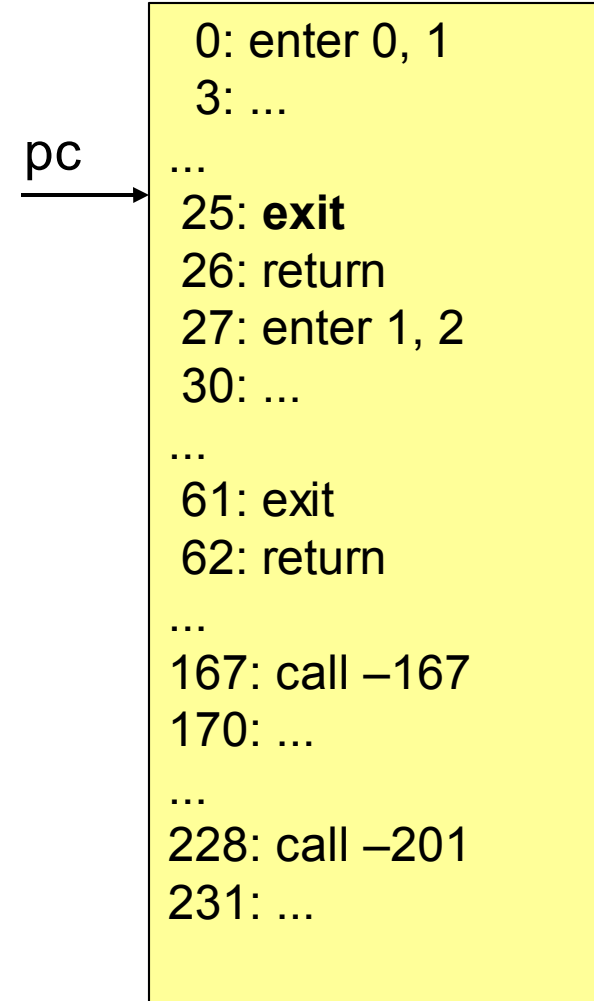 0: enter 0, 1
3: ...
pc
...
25: exit
26: return
27: enter 1, 2
30: ...
...
61: exit
62: return
...
167: call –167
170: ...
...
228: call –201
231: ...